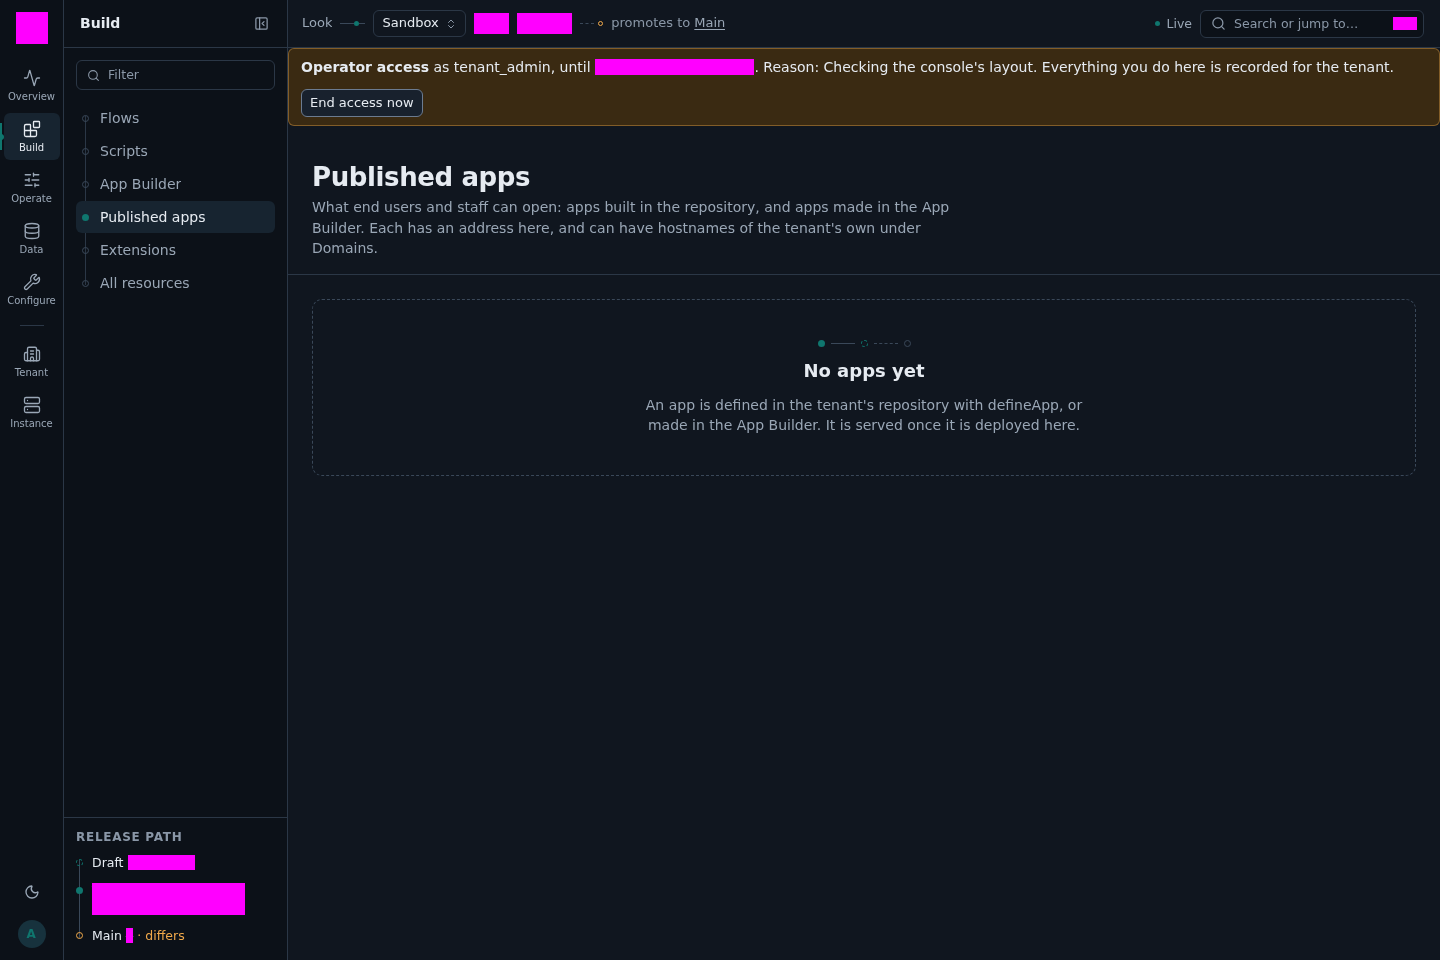 Build
Look
Sandbox
promotes to Main
Live
Search or jump to…
Overview
Build
Operate
Data
Configure
Tenant
Instance
A
Filter
Flows
Scripts
App Builder
Published apps
Extensions
All resources
RELEASE PATH
Draft
Main · differs
Operator access as tenant_admin, until . Reason: Checking the console's layout. Everything you do here is recorded for the tenant.
End access now
Published apps
What end users and staff can open: apps built in the repository, and apps made in the App
Builder. Each has an address here, and can have hostnames of the tenant's own under
Domains.
No apps yet
An app is defined in the tenant's repository with defineApp, or
made in the App Builder. It is served once it is deployed here.